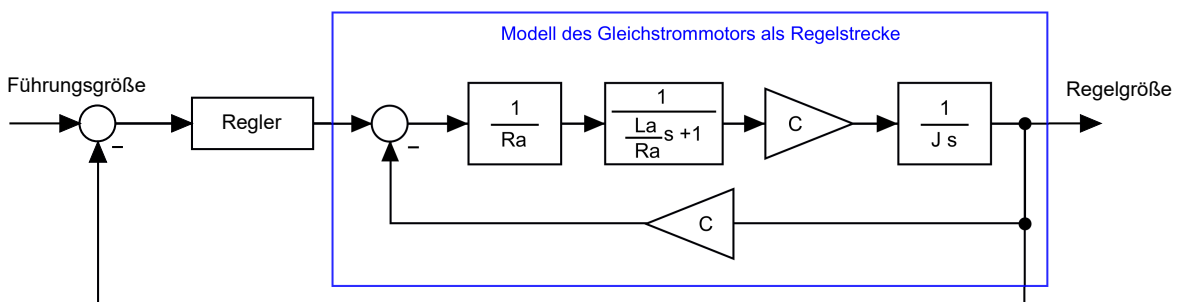 Modell des Gleichstrommotors als Regelstrecke
Führungsgröße
Regelgröße
Regler
1
Ra
1
La
Ra
s +1
C
1
J s
–
–
C